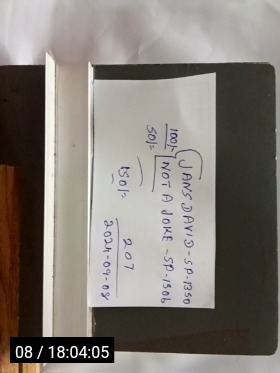 100/= JANS DAVID - SP-1350
50/= NOT A JOKE - SP-1306
150/=
207
2024-09-08
08 / 18:04:05